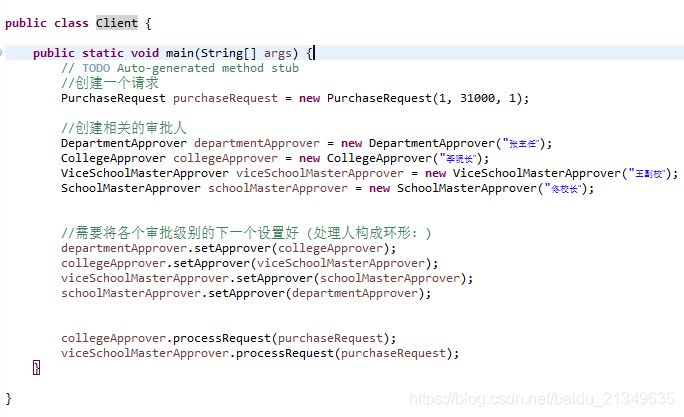 public class Client {
public static void main(String[] args) {
// TODO Auto-generated method stub
//创建一个请求
PurchaseRequest purchaseRequest = new PurchaseRequest(1, 31000, 1);
//创建相关的审批人
DepartmentApprover departmentApprover = new DepartmentApprover("张主任");
CollegeApprover collegeApprover = new CollegeApprover("李院长");
ViceSchoolMasterApprover viceSchoolMasterApprover = new ViceSchoolMasterApprover("王副校");
SchoolMasterApprover schoolMasterApprover = new SchoolMasterApprover("佟校长");
//需要将各个审批级别的下一个设置好 (处理人构成环形: )
departmentApprover.setApprover(collegeApprover);
collegeApprover.setApprover(viceSchoolMasterApprover);
viceSchoolMasterApprover.setApprover(schoolMasterApprover);
schoolMasterApprover.setApprover(departmentApprover);
collegeApprover.processRequest(purchaseRequest);
viceSchoolMasterApprover.processRequest(purchaseRequest);
}
}
https://blog.csdn.net/baidu_21349635